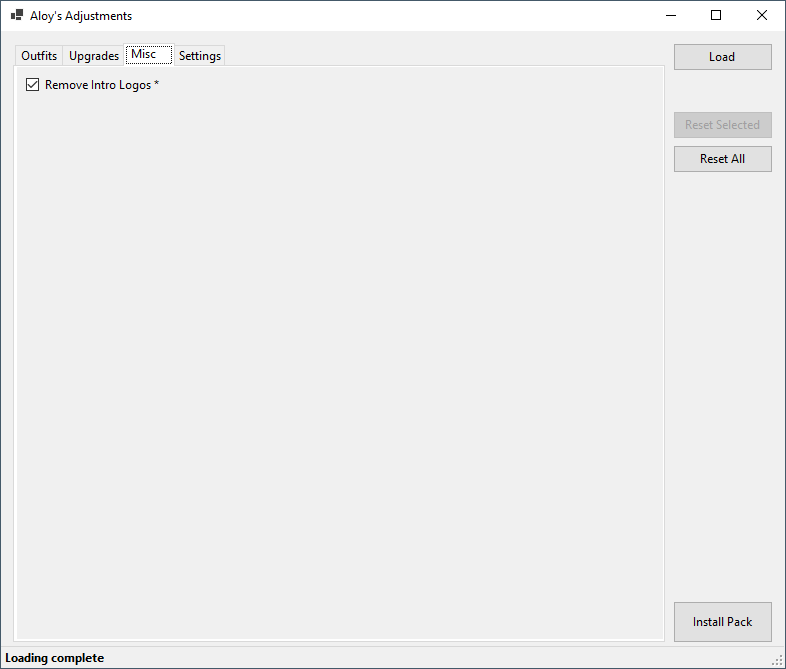 Aloy's Adjustments
Outfits Upgrades Misc Settings
Load
Remove Intro Logos *
Reset Selected
Reset All
Install Pack
Loading complete